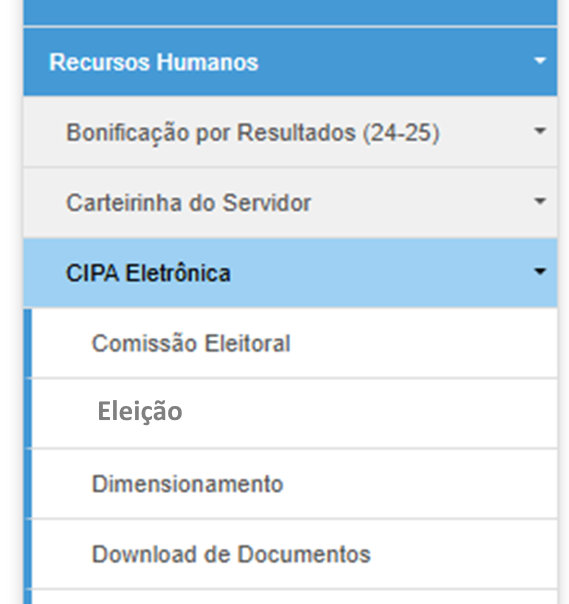 Recursos Humanos
Bonificação por Resultados (24-25)
Carteirinha do Servidor
CIPA Eletrônica
Comissão Eleitoral
Eleição
Dimensionamento
Download de Documentos